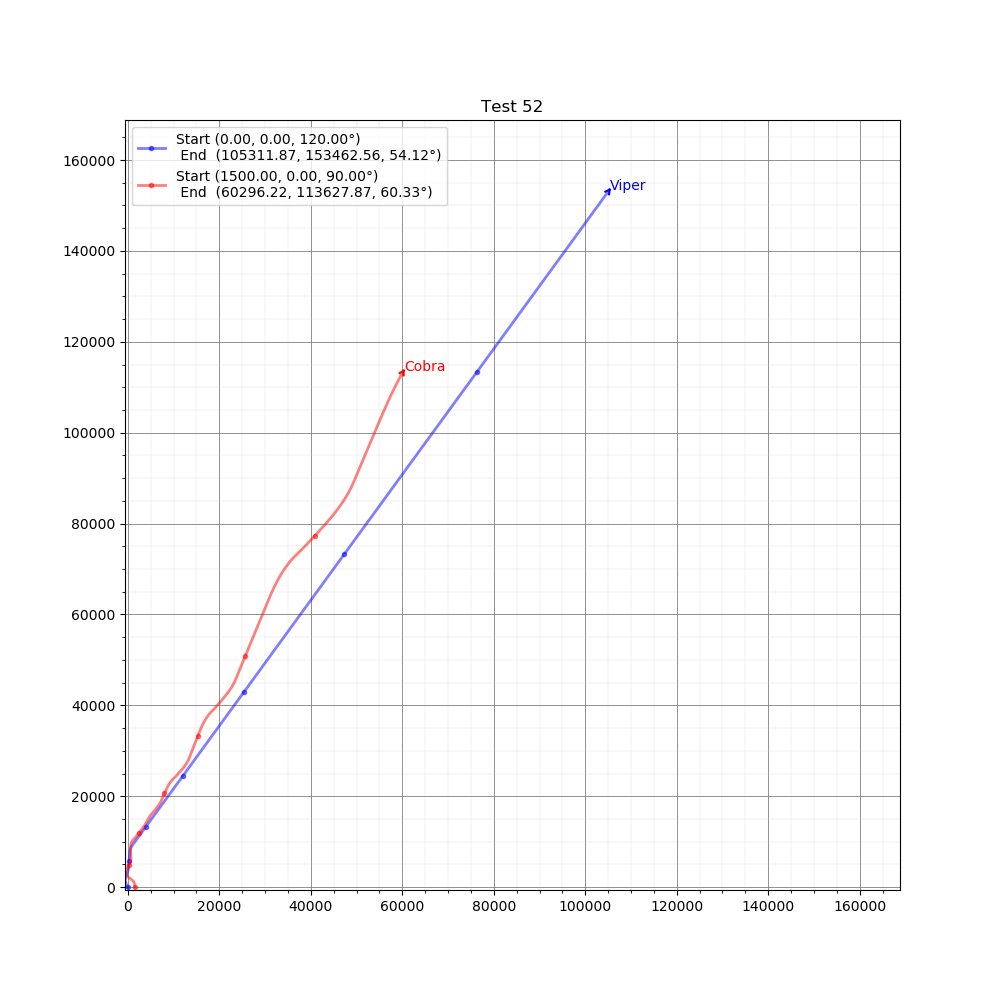 Test 52
Start (0.00, 0.00, 120.00°)
End  (105311.87, 153462.56, 54.12°)
Start (1500.00, 0.00, 90.00°)
End  (60296.22, 113627.87, 60.33°)
160000
140000
120000
100000
80000
60000
40000
20000
0
Viper
Cobra
0 20000 40000 60000 80000 100000 120000 140000 160000